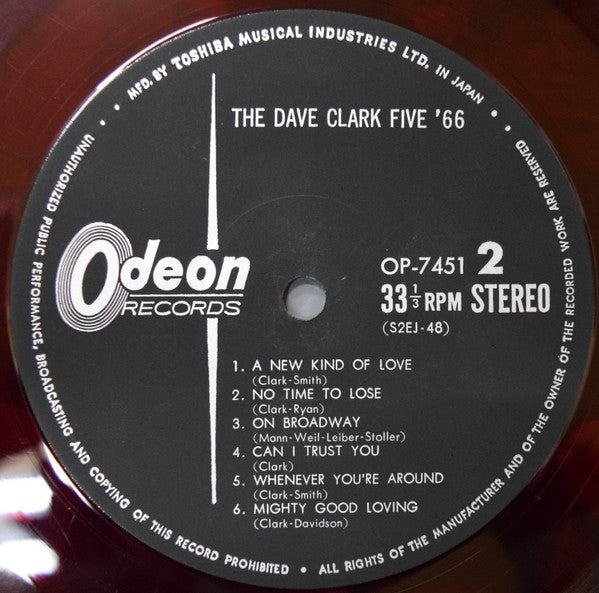 • MFD. BY TOSHIBA MUSICAL INDUSTRIES LTD. IN JAPAN •
THE DAVE CLARK FIVE '66
Odeon
RECORDS
OP-7451 2
33 1/3 RPM STEREO
(S2EJ-48)
1. A NEW KIND OF LOVE
(Clark-Smith)
2. NO TIME TO LOSE
(Clark-Ryan)
3. ON BROADWAY
(Mann-Weil-Leiber-Stoller)
4. CAN I TRUST YOU
(Clark)
5. WHENEVER YOU'RE AROUND
(Clark-Smith)
6. MIGHTY GOOD LOVING
(Clark-Davidson)
UNAUTHORIZED PUBLIC PERFORMANCE, BROADCASTING AND COPYING OF THIS RECORD PROHIBITED • ALL RIGHTS OF THE MANUFACTURER AND OF THE OWNER OF THE RECORDED WORK ARE RESERVED